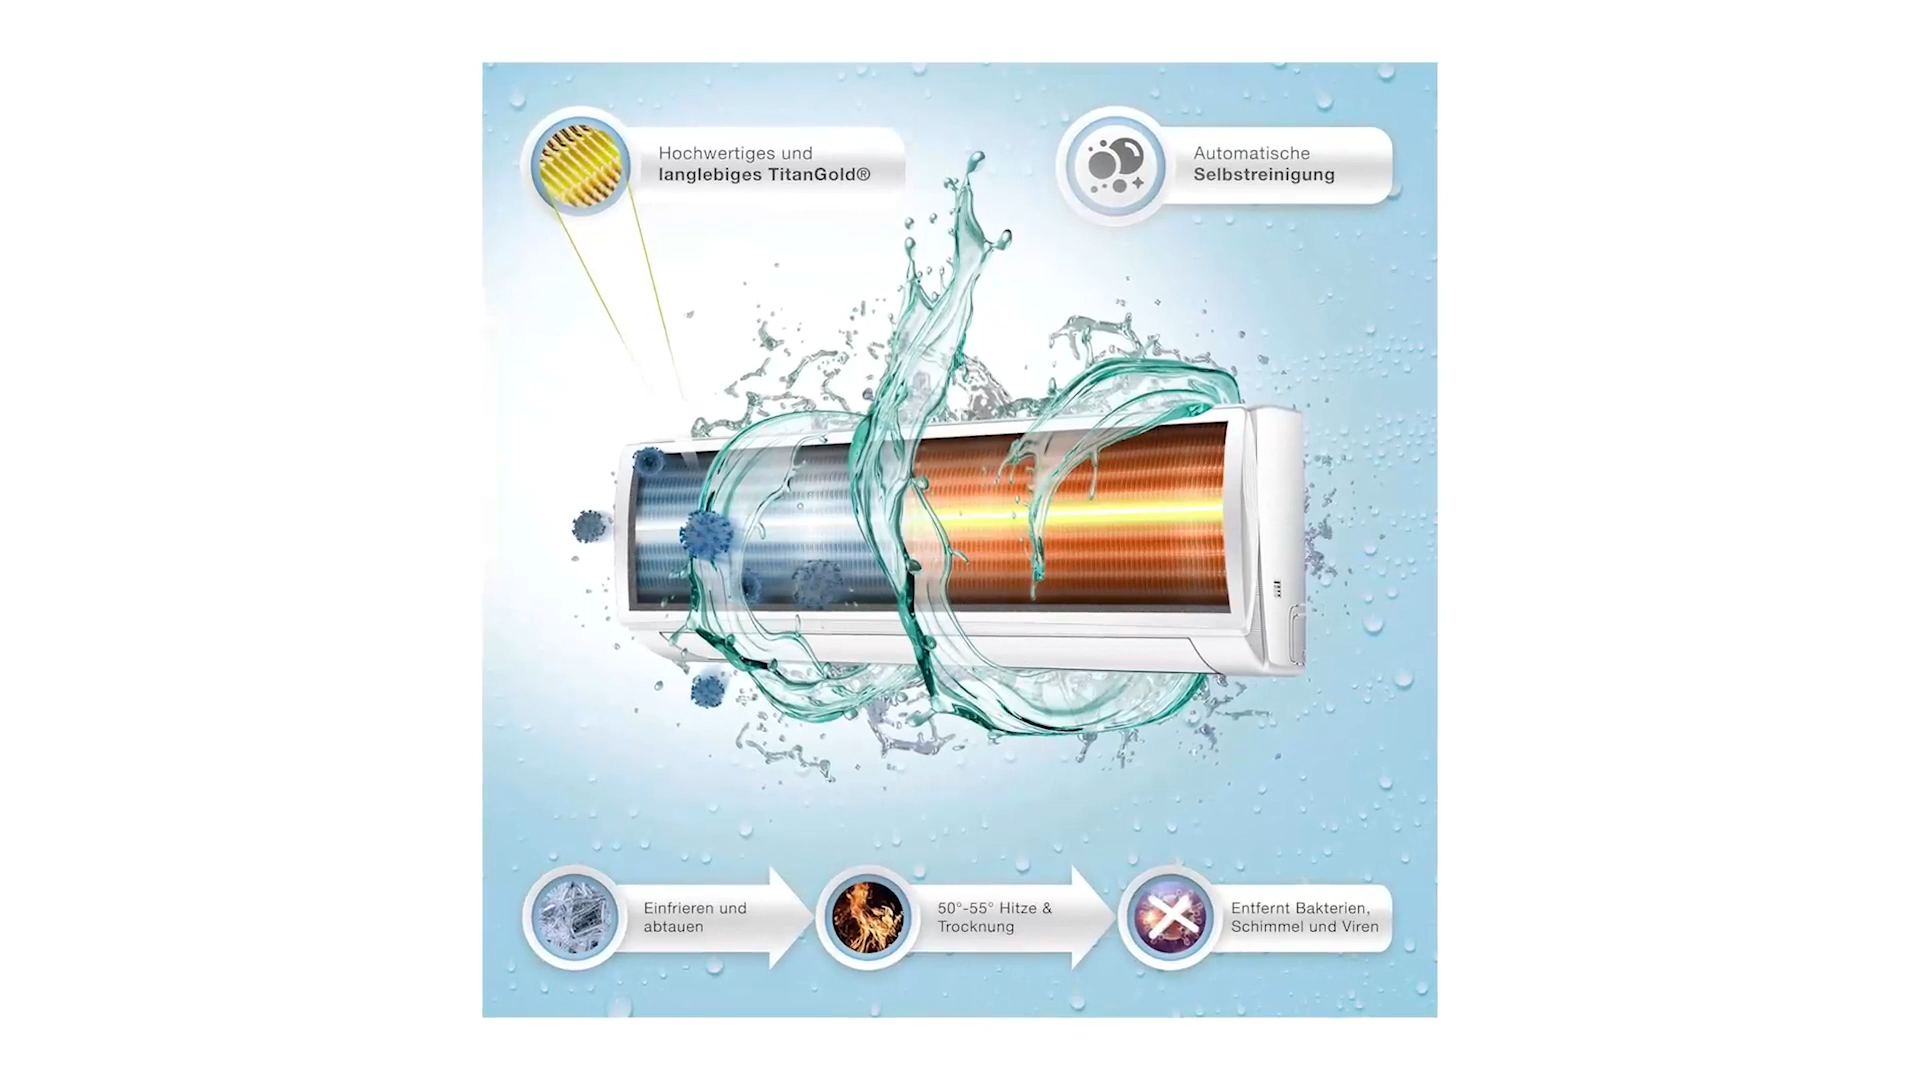 Hochwertiges und
langlebiges TitanGold®
Automatische
Selbstreinigung
Einfrieren und
abtauen
50°-55° Hitze &
Trocknung
Entfernt Bakterien,
Schimmel und Viren